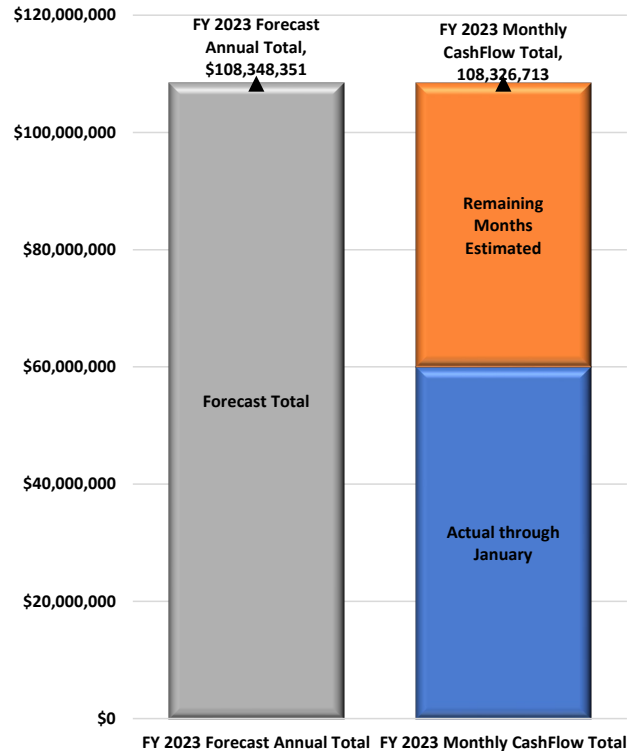 $120,000,000
$100,000,000
$80,000,000
$60,000,000
$40,000,000
$20,000,000
$0
FY 2023 Forecast
Annual Total,
$108,348,351
FY 2023 Monthly
CashFlow Total,
108,326,713
Forecast Total
Remaining
Months
Estimated
Actual through
January
FY 2023 Forecast Annual Total
FY 2023 Monthly CashFlow Total